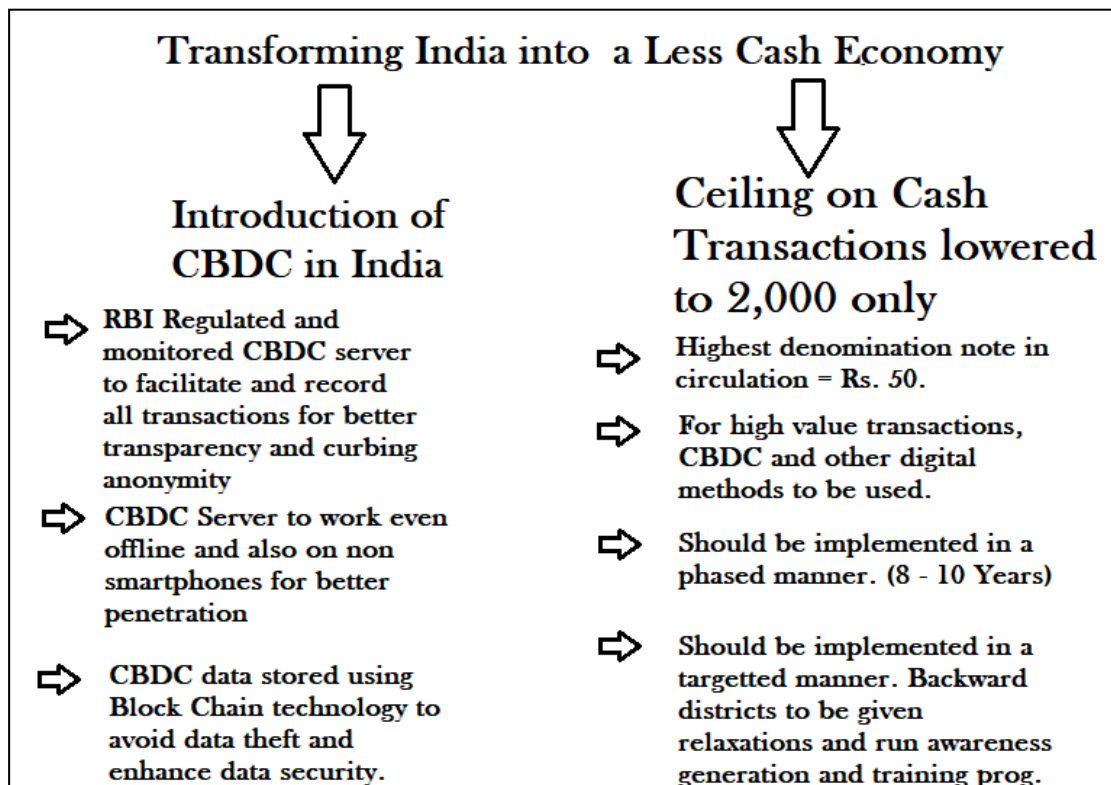 Transforming India into a Less Cash Economy
Introduction of
CBDC in India
RBI Regulated and
monitored CBDC server
to facilitate and record
all transactions for better
transparency and curbing
anonymity
CBDC Server to work even
offline and also on non
smartphones for better
penetration
CBDC data stored using
Block Chain technology to
avoid data theft and
enhance data security.
Ceiling on Cash
Transactions lowered
to 2,000 only
Highest denomination note in
circulation = Rs. 50.
For high value transactions,
CBDC and other digital
methods to be used.
Should be implemented in a
phased manner. (8 - 10 Years)
Should be implemented in a
targetted manner. Backward
districts to be given
relaxations and run awareness
generation and training prog.